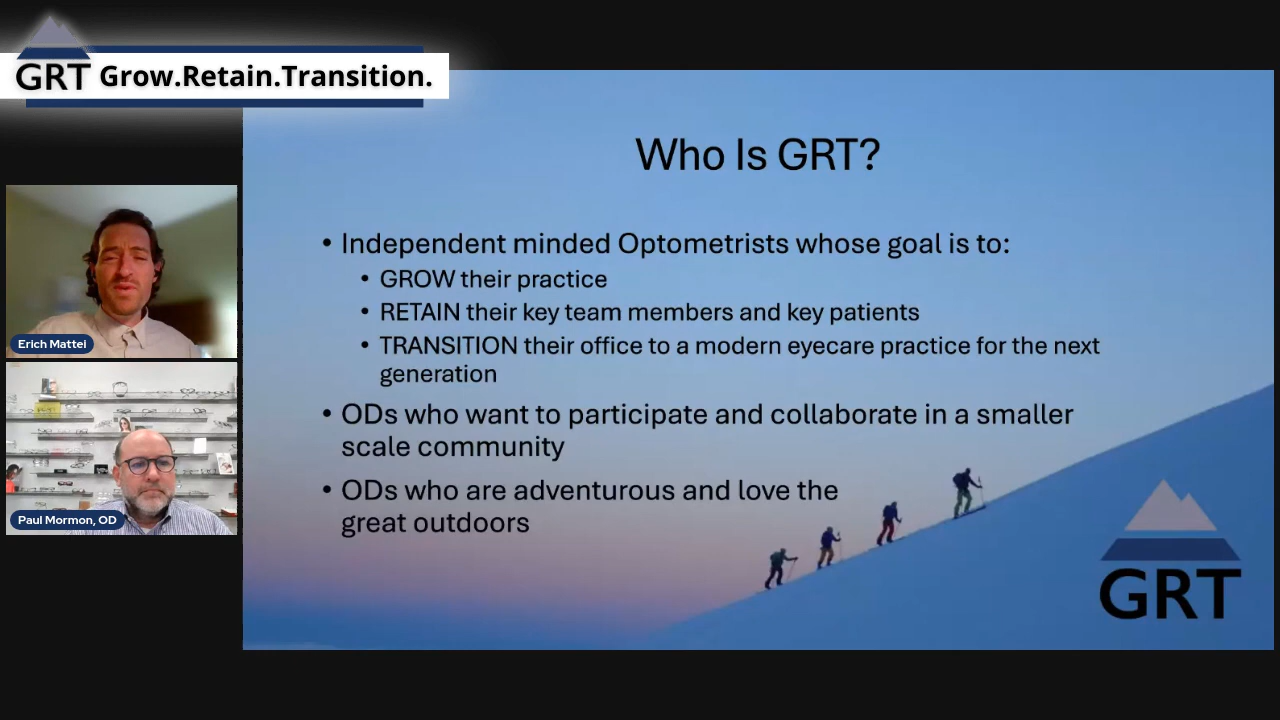 GRT Grow.Retain.Transition.
Who Is GRT?
• Independent minded Optometrists whose goal is to:
• GROW their practice
• RETAIN their key team members and key patients
• TRANSITION their office to a modern eyecare practice for the next
generation
• ODs who want to participate and collaborate in a smaller
scale community
• ODs who are adventurous and love the
great outdoors
GRT
Erich Mattei
Paul Mormon, OD